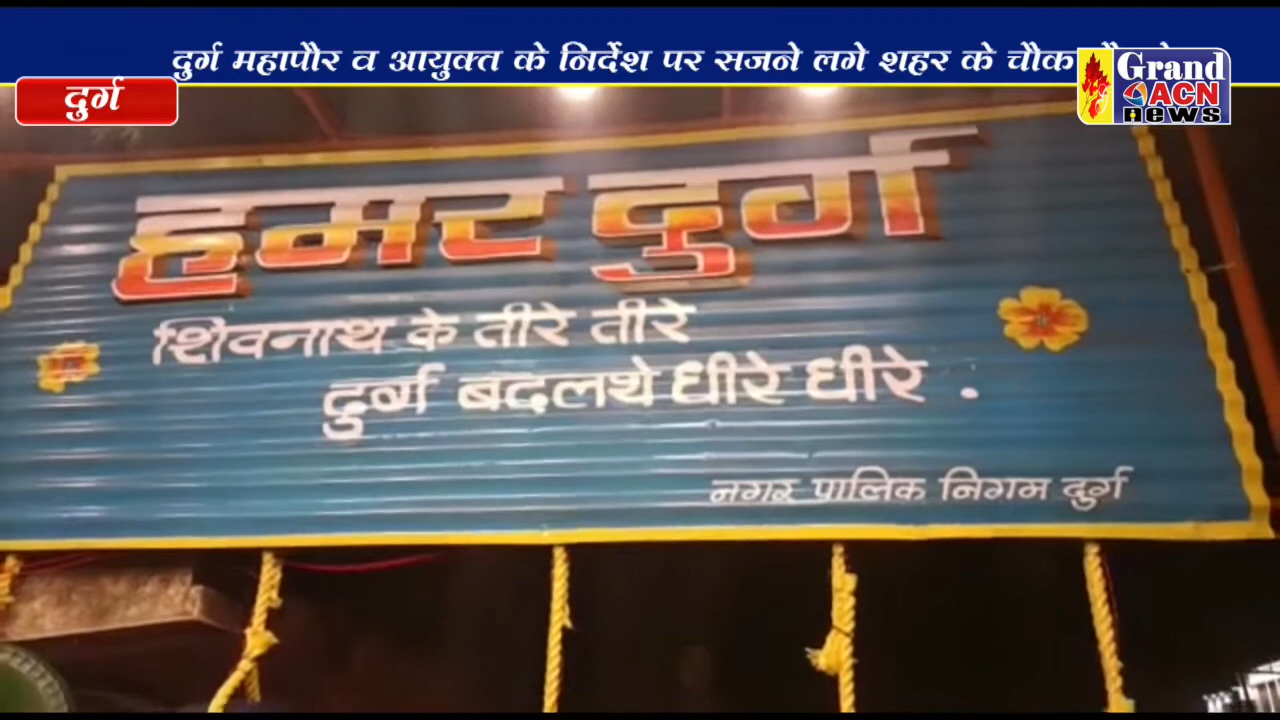 दुर्ग महापौर व आयुक्त के निर्देश पर सजने लगे शहर के चौक
दुर्ग
Grand
ACN
news
हमर दुर्ग
शिवनाथ के तीरे तीरे
दुर्ग बदलथे धीरे धीरे .
नगर पालिक निगम दुर्ग